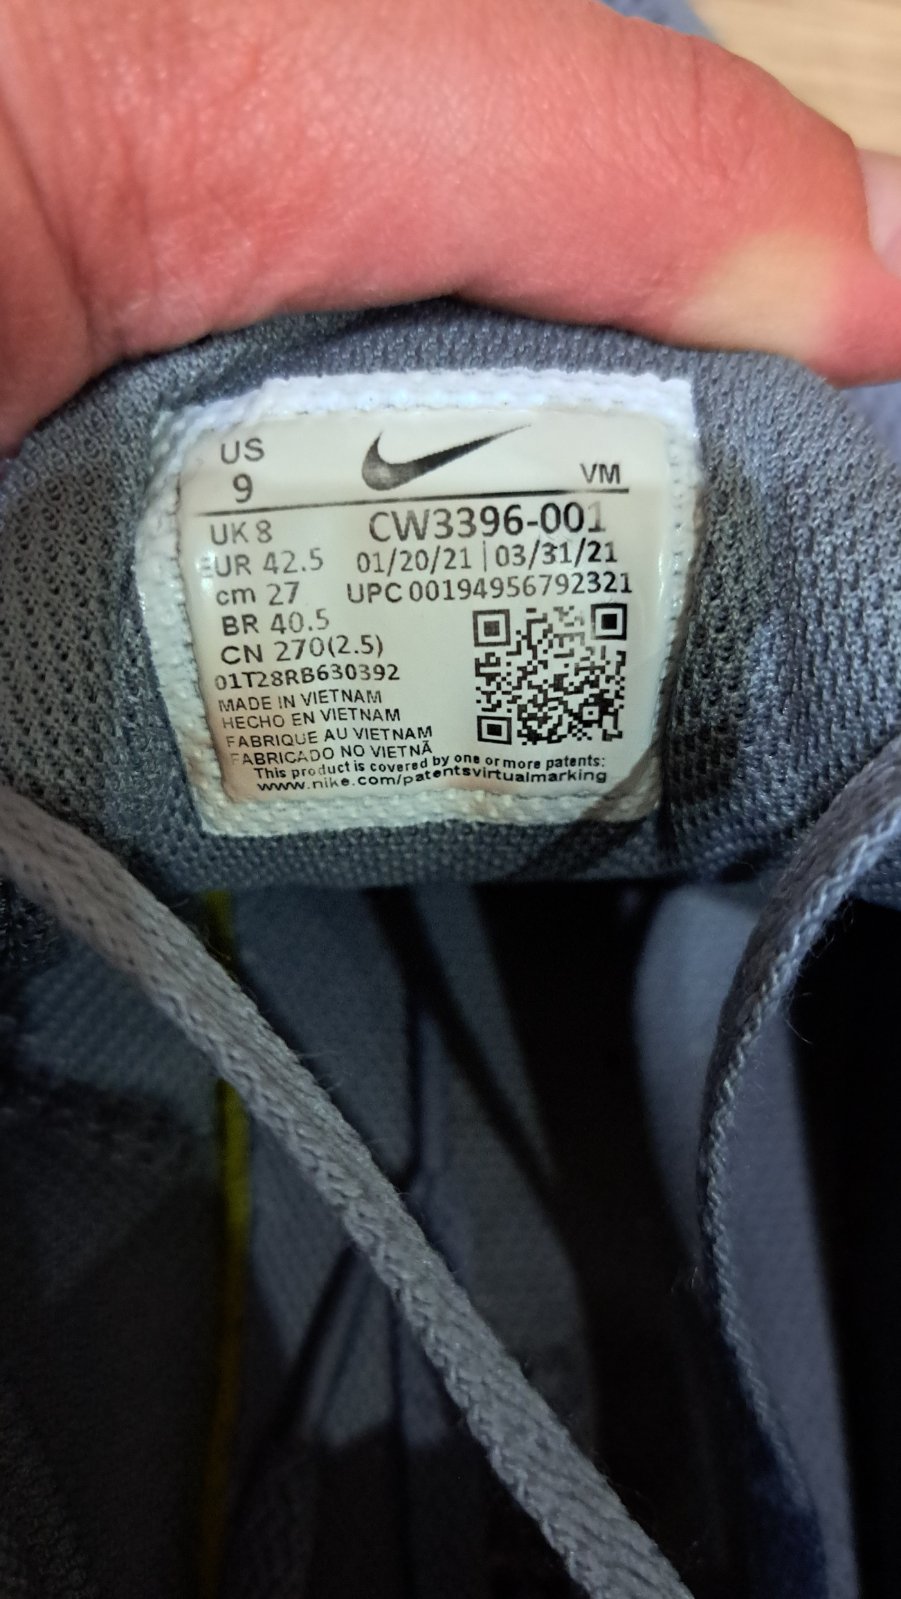 US
9
VM
UK 8
CW3396-001
EUR 42.5
01/20/21 | 03/31/21
cm 27
UPC 00194956792321
BR 40.5
CN 270(2.5)
01T28RB630392
MADE IN VIETNAM
HECHO EN VIETNAM
FABRIQUE AU VIETNAM
FABRICADO NO VIETNÃ
This product is covered by one or more patents:
www.nike.com/patentsvirtualmarking